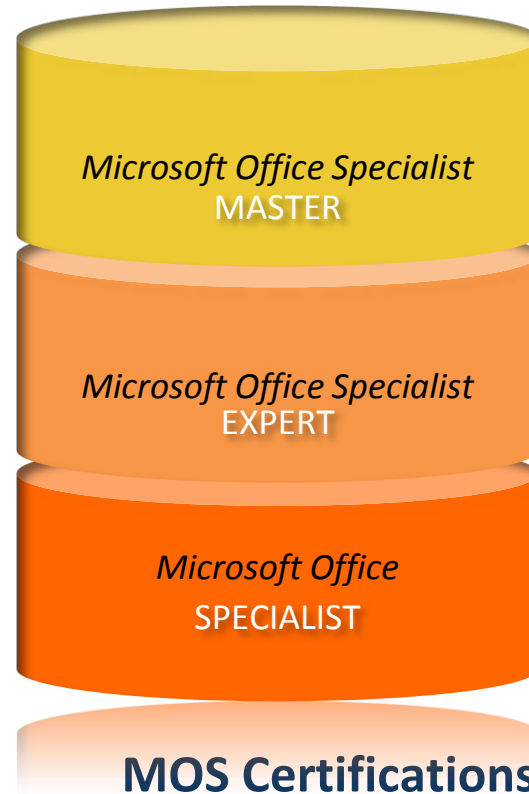 Microsoft Office Specialist
MASTER
Microsoft Office Specialist
EXPERT
Microsoft Office
SPECIALIST
MOS Certifications